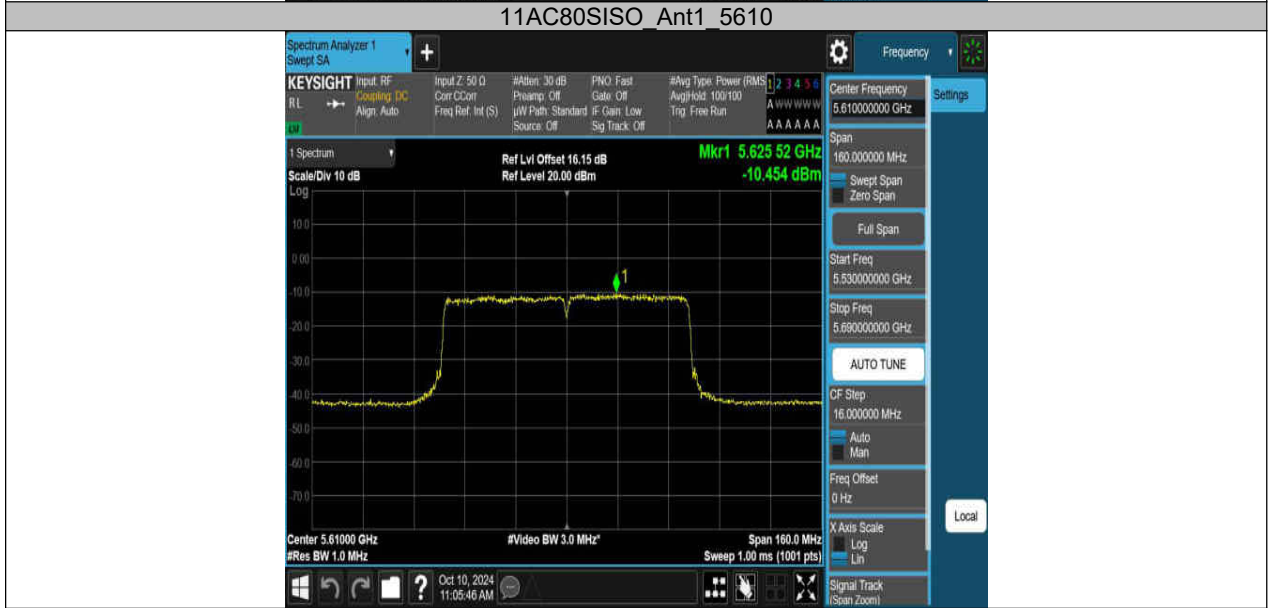 11AC80SISO_Ant1_5610
Spectrum Analyzer 1
Swept SA
+
Frequency
KEYSIGHT
RL
LXI
Input: RF
Coupling: DC
Align: Auto
Input Z: 50 Ω
Corr CCorr
Freq Ref: Int (S)
#Atten: 30 dB
Preamp: Off
µW Path: Standard
Source: Off
PNO: Fast
Gate: Off
IF Gain: Low
Sig Track: Off
#Avg Type: Power (RMS
Avg|Hold: 100/100
Trig: Free Run
1 2 3 4 5 6
A W W W W W
A A A A A A
Center Frequency
5.610000000 GHz
Settings
Span
160.000000 MHz
Swept Span
Zero Span
Full Span
Start Freq
5.530000000 GHz
Stop Freq
5.690000000 GHz
AUTO TUNE
CF Step
16.000000 MHz
Auto
Man
Freq Offset
0 Hz
X Axis Scale
Log
Lin
Local
Signal Track
(Span Zoom)
1 Spectrum
Scale/Div 10 dB
Log
Ref Lvl Offset 16.15 dB
Ref Level 20.00 dBm
Mkr1 5.625 52 GHz
-10.454 dBm
10.0
0.00
-10.0
-20.0
-30.0
-40.0
-50.0
-60.0
-70.0
1
Center 5.61000 GHz
#Res BW 1.0 MHz
#Video BW 3.0 MHz*
Span 160.0 MHz
Sweep 1.00 ms (1001 pts)
?
Oct 10, 2024
11:05:46 AM